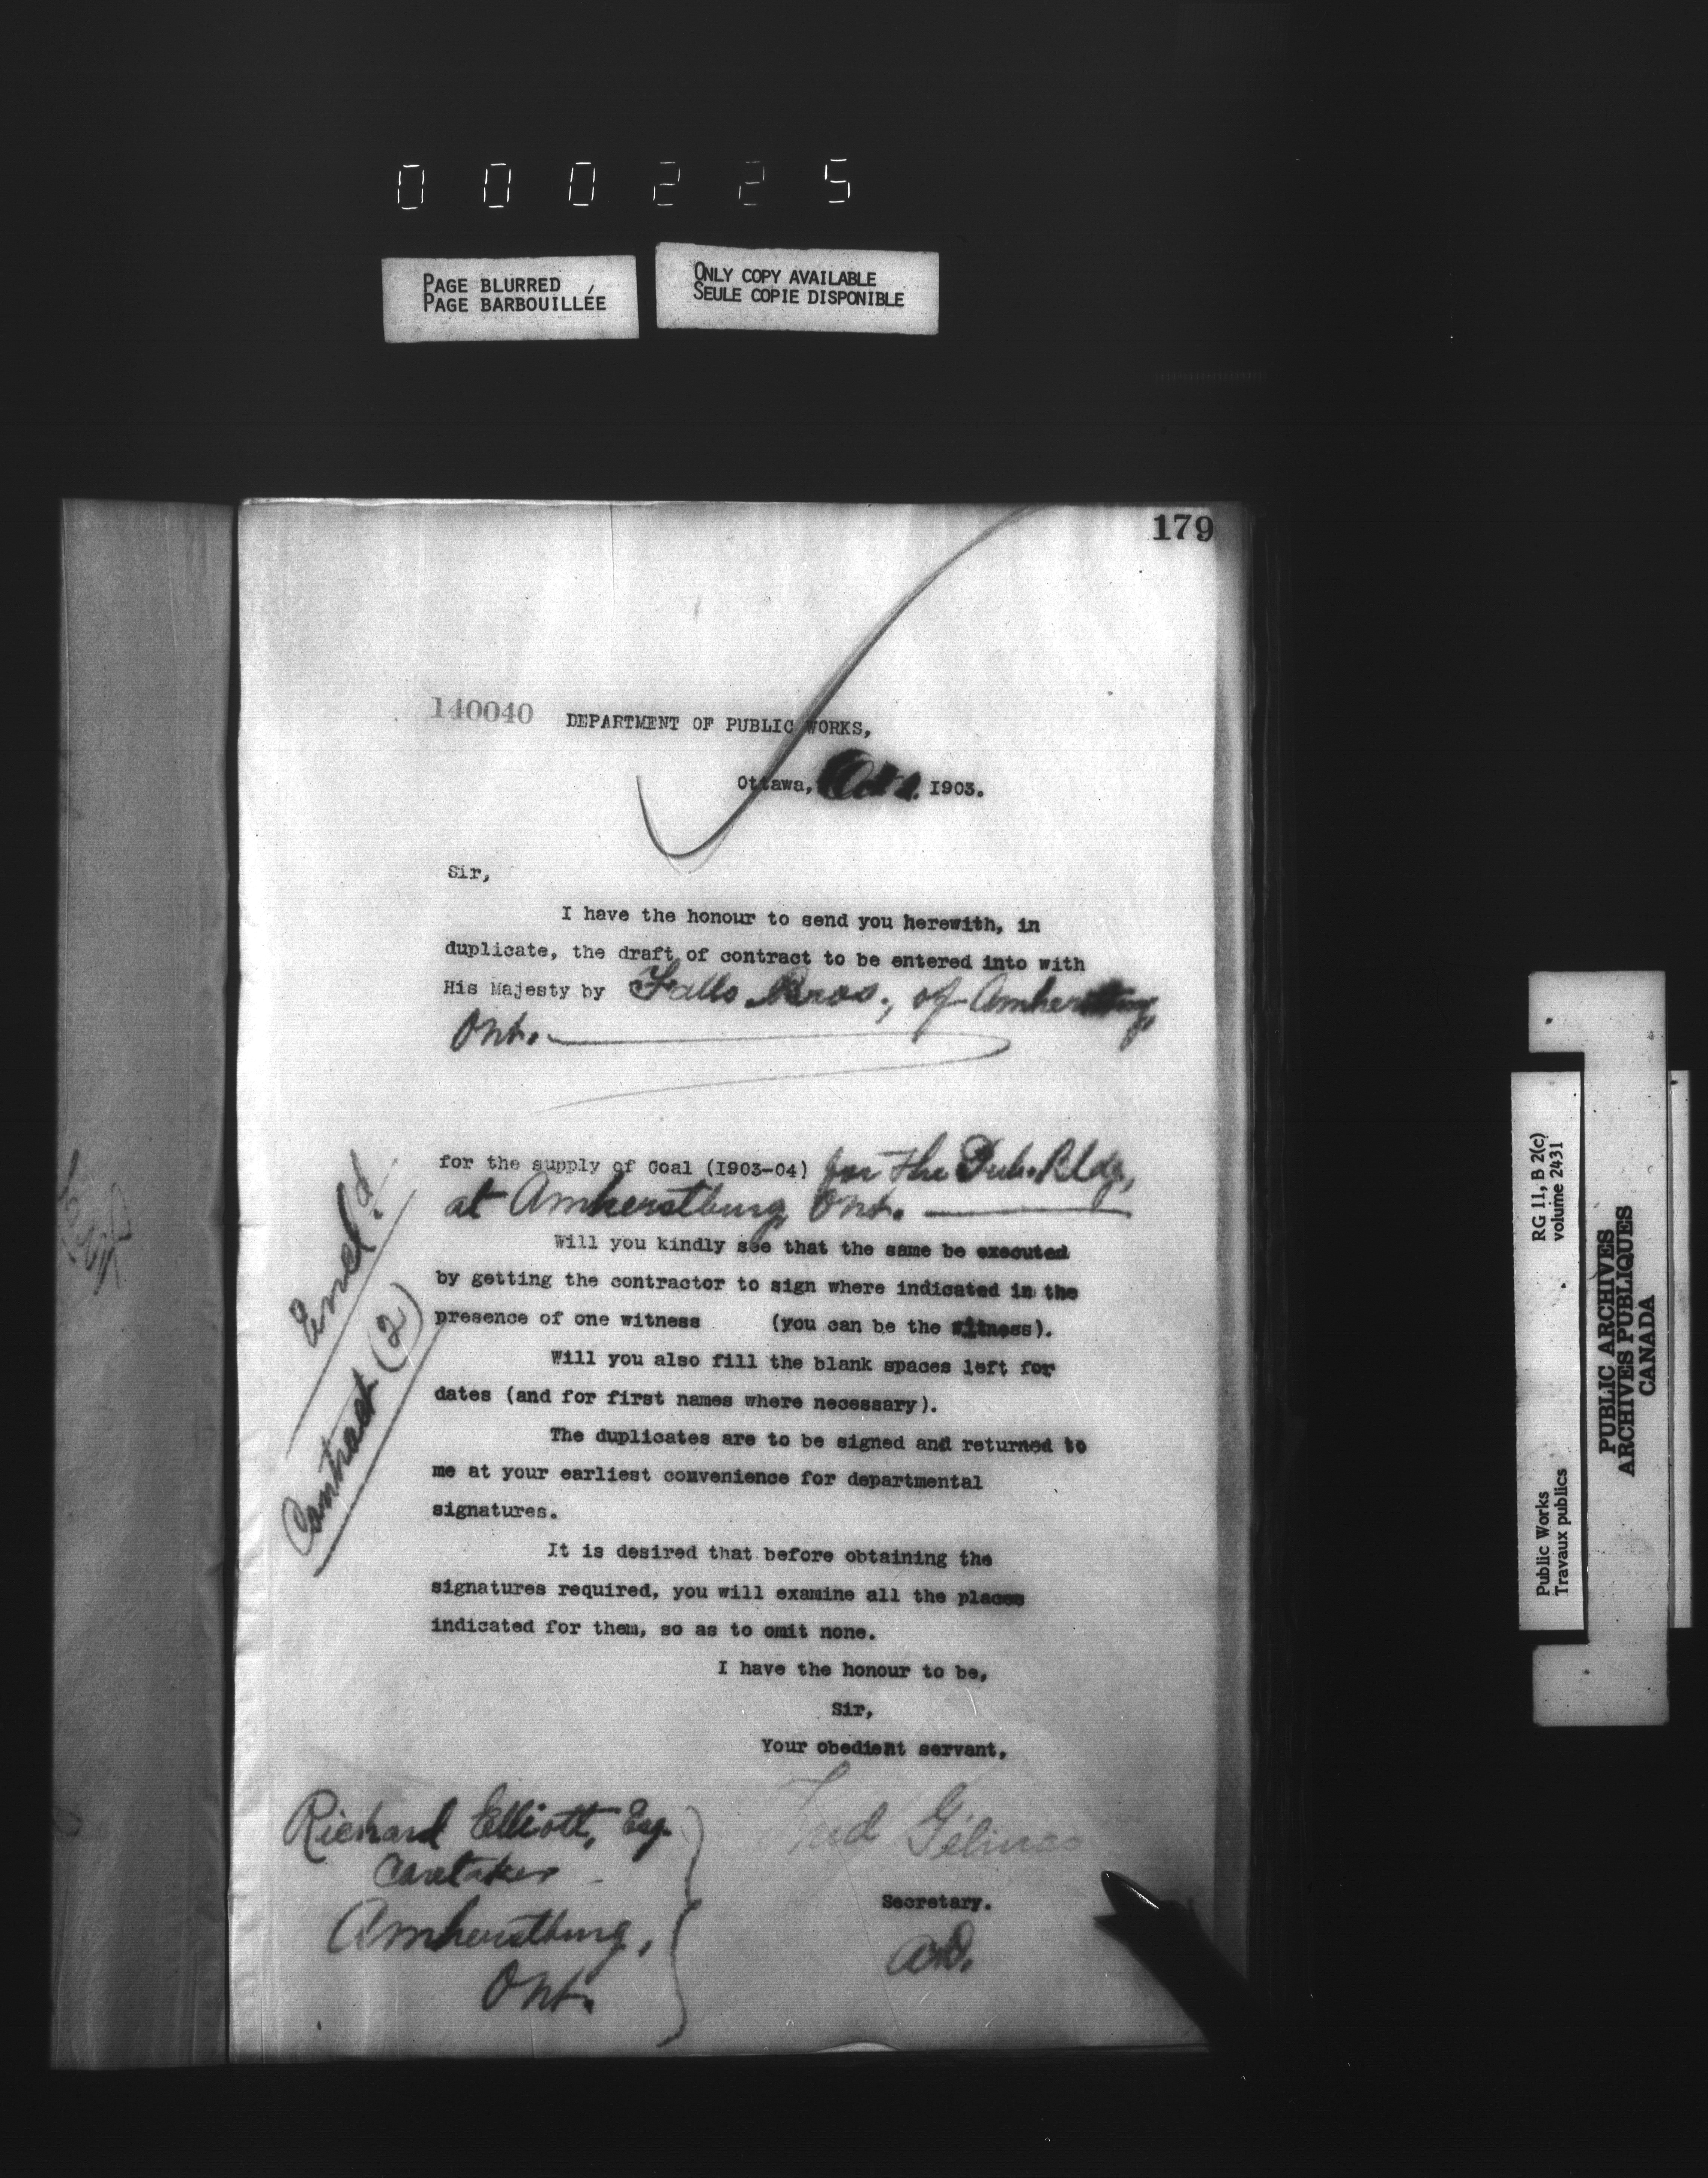 000225
PAGE BLURRED
PAGE BARBOUILLÉE
ONLY COPY AVAILABLE
SEULE COPIE DISPONIBLE
179
140040 DEPARTMENT OF PUBLIC WORKS,
Ottawa, Oct 1903.
Sir,
I have the honour to send you herewith, in
duplicate, the draft of contract to be entered into with
His Majesty by Falls Bros., of Amherstburg,
Ont.
for the supply of Coal (1903-04) for the Pub. Bldg,
at Amherstburg, Ont.
Will you kindly see that the same be executed
by getting the contractor to sign where indicated in the
presence of one witness (you can be the witness).
Will you also fill the blank spaces left for
dates (and for first names where necessary).
The duplicates are to be signed and returned to
me at your earliest convenience for departmental
signatures.
It is desired that before obtaining the
signatures required, you will examine all the places
indicated for them, so as to omit none.
I have the honour to be,
Sir,
Your obedient servant,
Fred Gélinas
Secretary.
Richard Elliott, Esq.
Caretaker
Amherstburg,
Ont.
Encl'd.
Contract (2)
RG 11, B 2(c)
volume 2431
Public Works
Travaux publics
PUBLIC ARCHIVES
ARCHIVES PUBLIQUES
CANADA